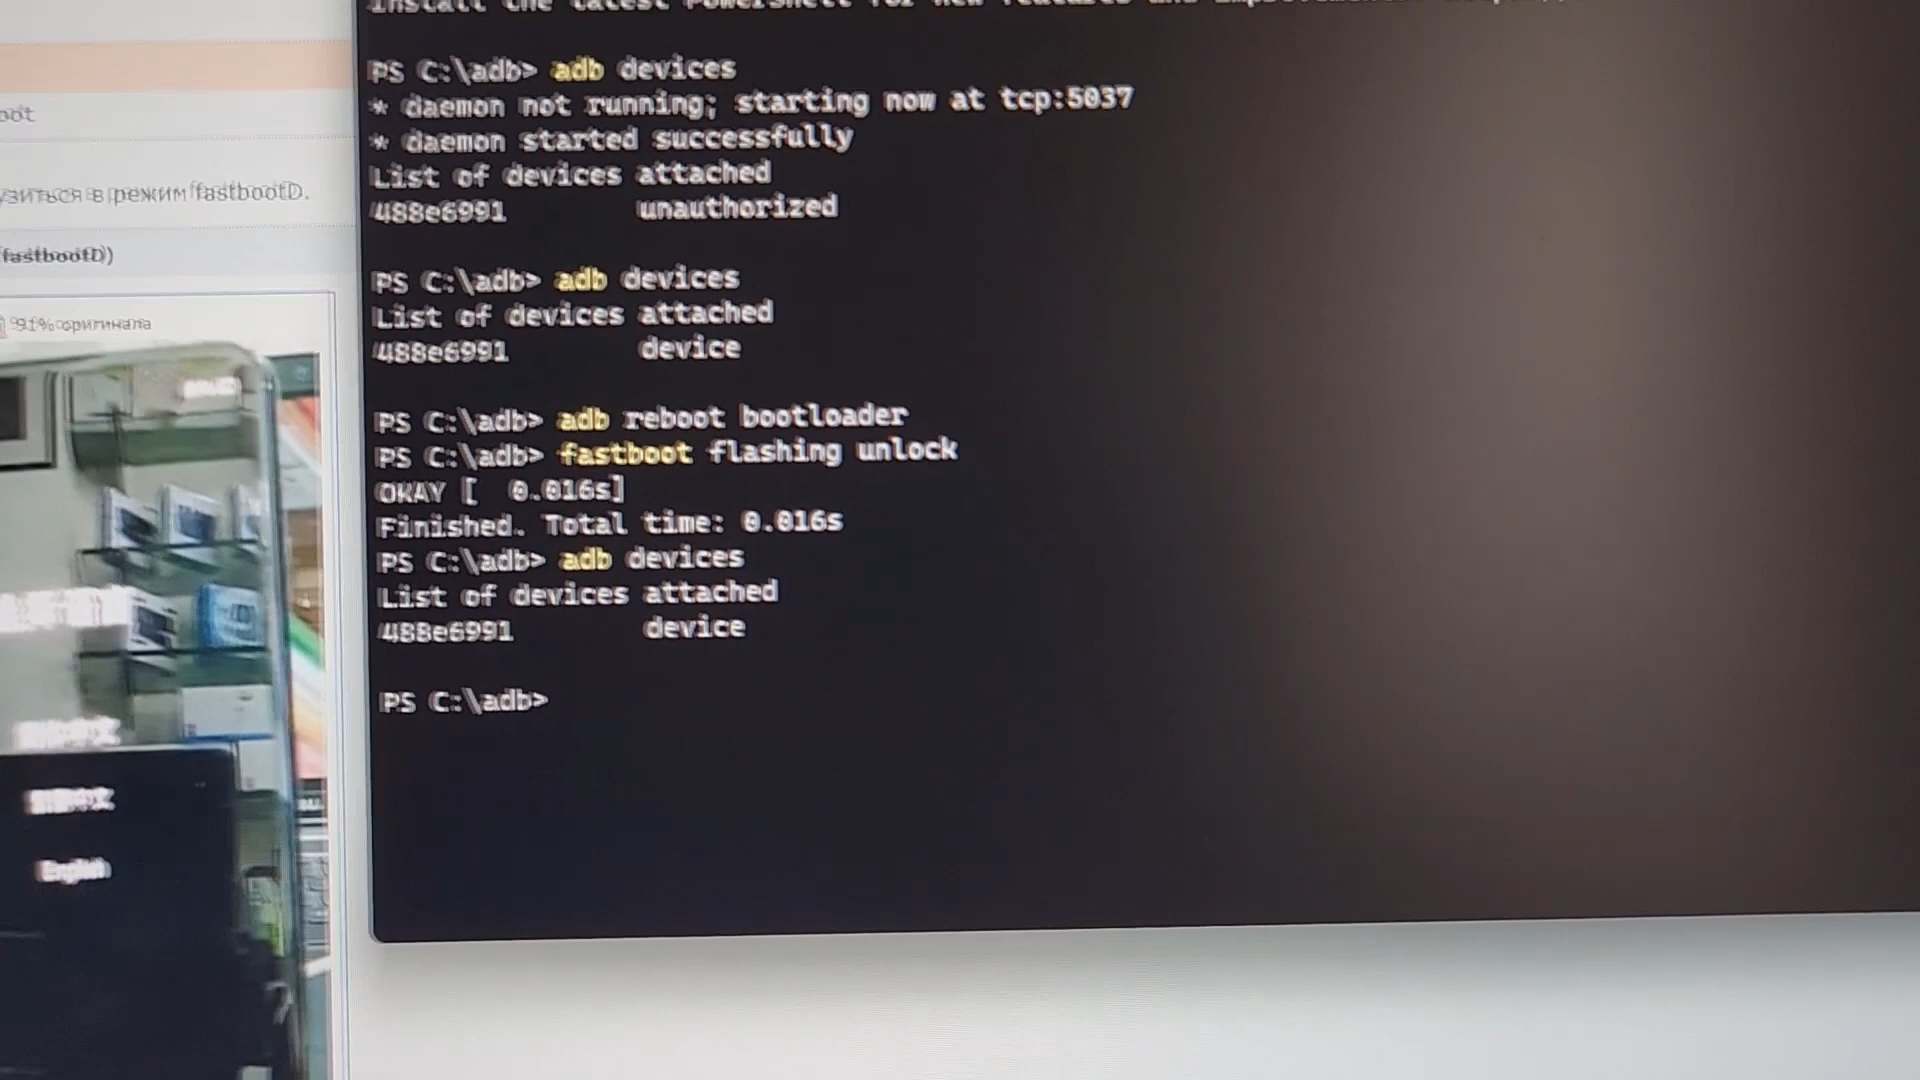 PS C:\adb> adb devices
* daemon not running; starting now at tcp:5037
* daemon started successfully
List of devices attached
488e6991 unauthorized
PS C:\adb> adb devices
List of devices attached
488e6991 device
PS C:\adb> adb reboot bootloader
PS C:\adb> fastboot flashing unlock
OKAY [ 0.016s]
Finished. Total time: 0.016s
PS C:\adb> adb devices
List of devices attached
488e6991 device
PS C:\adb>
в режим fastbootD.
fastbootD)
91% оригинала
English